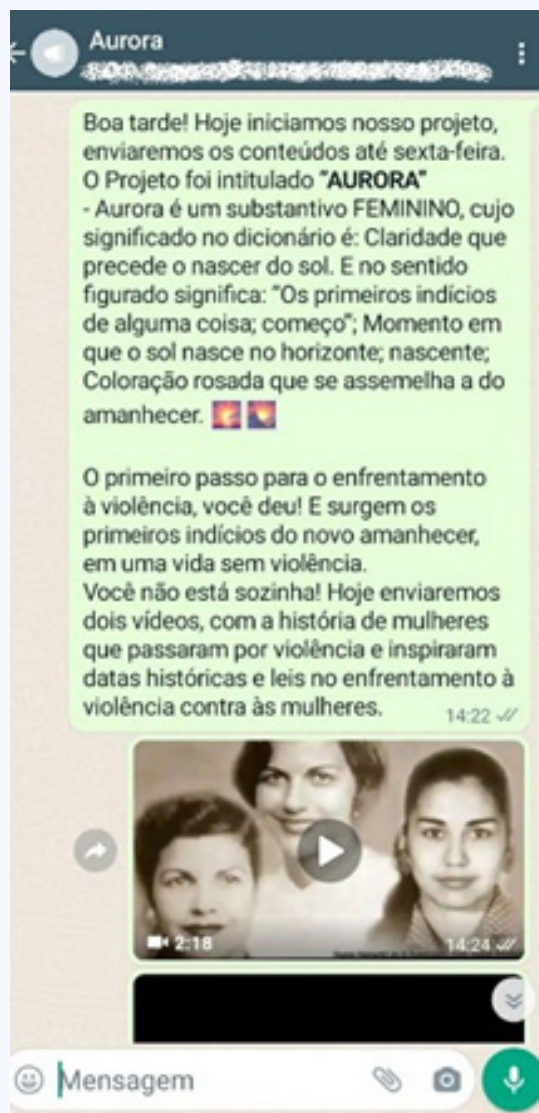 Aurora
Boa tarde! Hoje iniciamos nosso projeto,
enviaremos os conteúdos até sexta-feira.
O Projeto foi intitulado "AURORA"
- Aurora é um substantivo FEMININO, cujo
significado no dicionário é: Claridade que
precede o nascer do sol. E no sentido
figurado significa: “Os primeiros indícios
de alguma coisa; começo”; Momento em
que o sol nasce no horizonte; nascente;
Coloração rosada que se assemelha a do
amanhecer.
O primeiro passo para o enfrentamento
à violência, você deu! E surgem os
primeiros indícios do novo amanhecer,
em uma vida sem violência.
Você não está sozinha! Hoje enviaremos
dois vídeos, com a história de mulheres
que passaram por violência e inspiraram
datas históricas e leis no enfrentamento à
violência contra às mulheres. 14:22
2:18 14:24
Mensagem